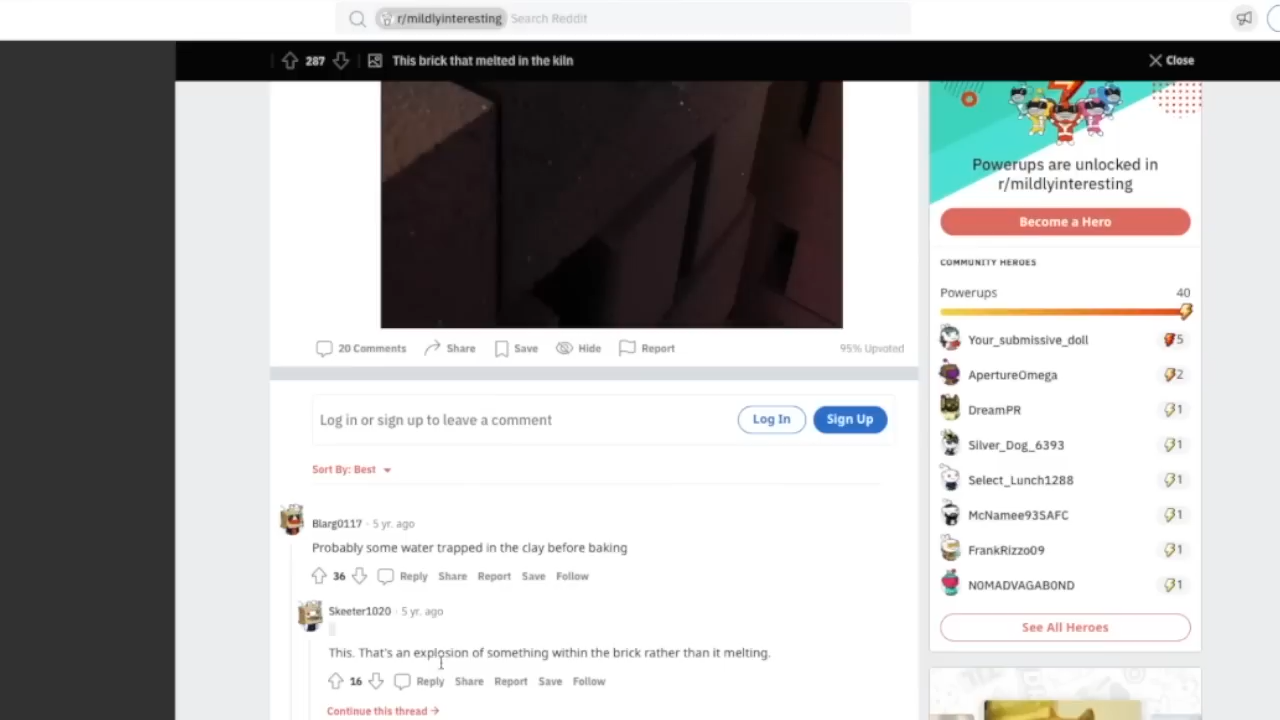 r/mildlyinteresting Search Reddit
287 This brick that melted in the kiln Close
20 Comments Share Save Hide Report 95% Upvoted
Log in or sign up to leave a comment Log In Sign Up
Sort By: Best
Blarg0117 · 5 yr. ago
Probably some water trapped in the clay before baking
36 Reply Share Report Save Follow
Skeeter1020 · 5 yr. ago
This. That's an explosion of something within the brick rather than it melting.
16 Reply Share Report Save Follow
Continue this thread →
Powerups are unlocked in
r/mildlyinteresting
Become a Hero
COMMUNITY HEROES
Powerups 40
Your_submissive_doll 5
ApertureOmega 2
DreamPR 1
Silver_Dog_6393 1
Select_Lunch1288 1
McNamee93SAFC 1
FrankRizzo09 1
NOMADVAGABOND 1
See All Heroes